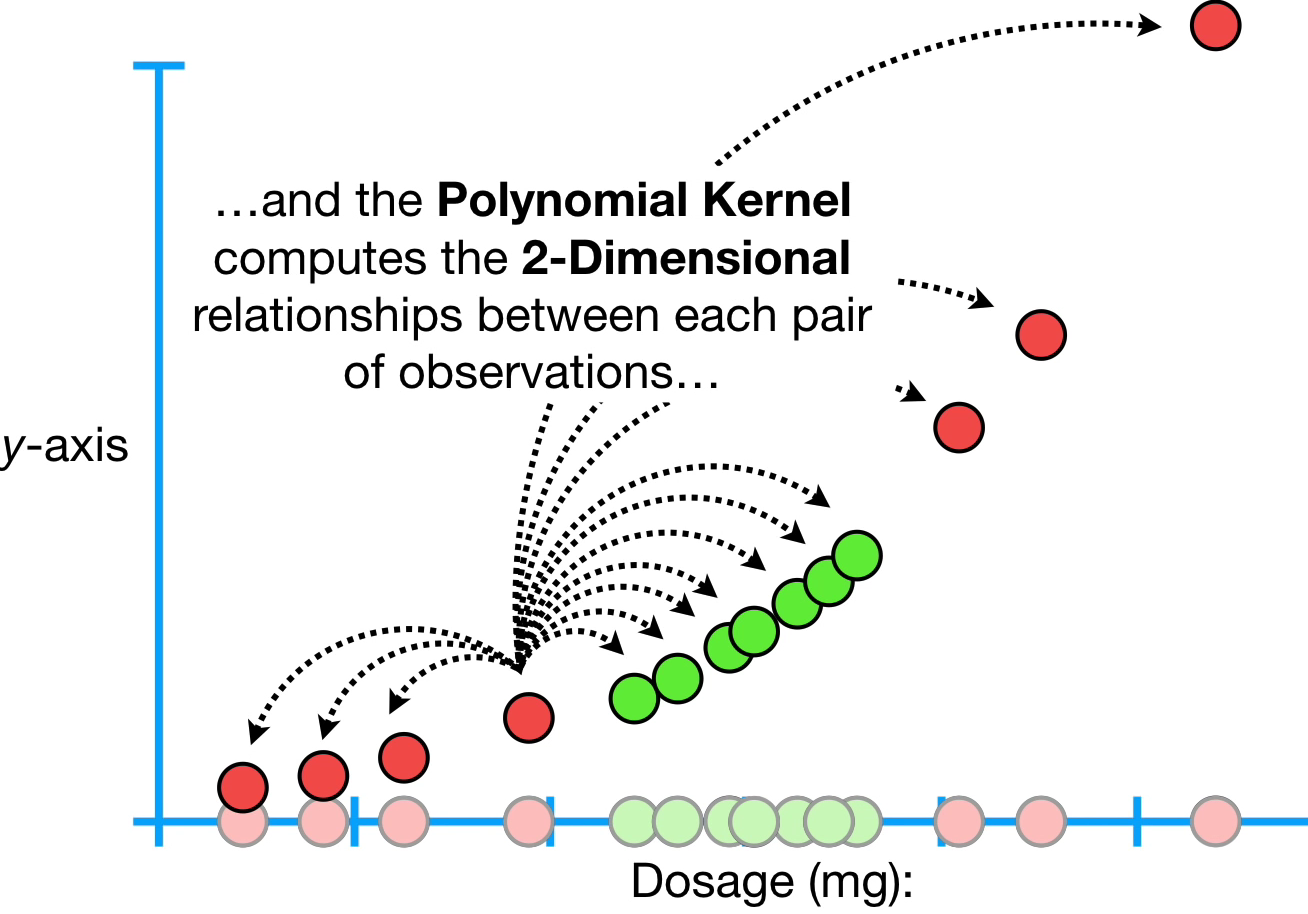 …and the Polynomial Kernel
computes the 2-Dimensional
relationships between each pair
of observations…
y-axis
Dosage (mg):